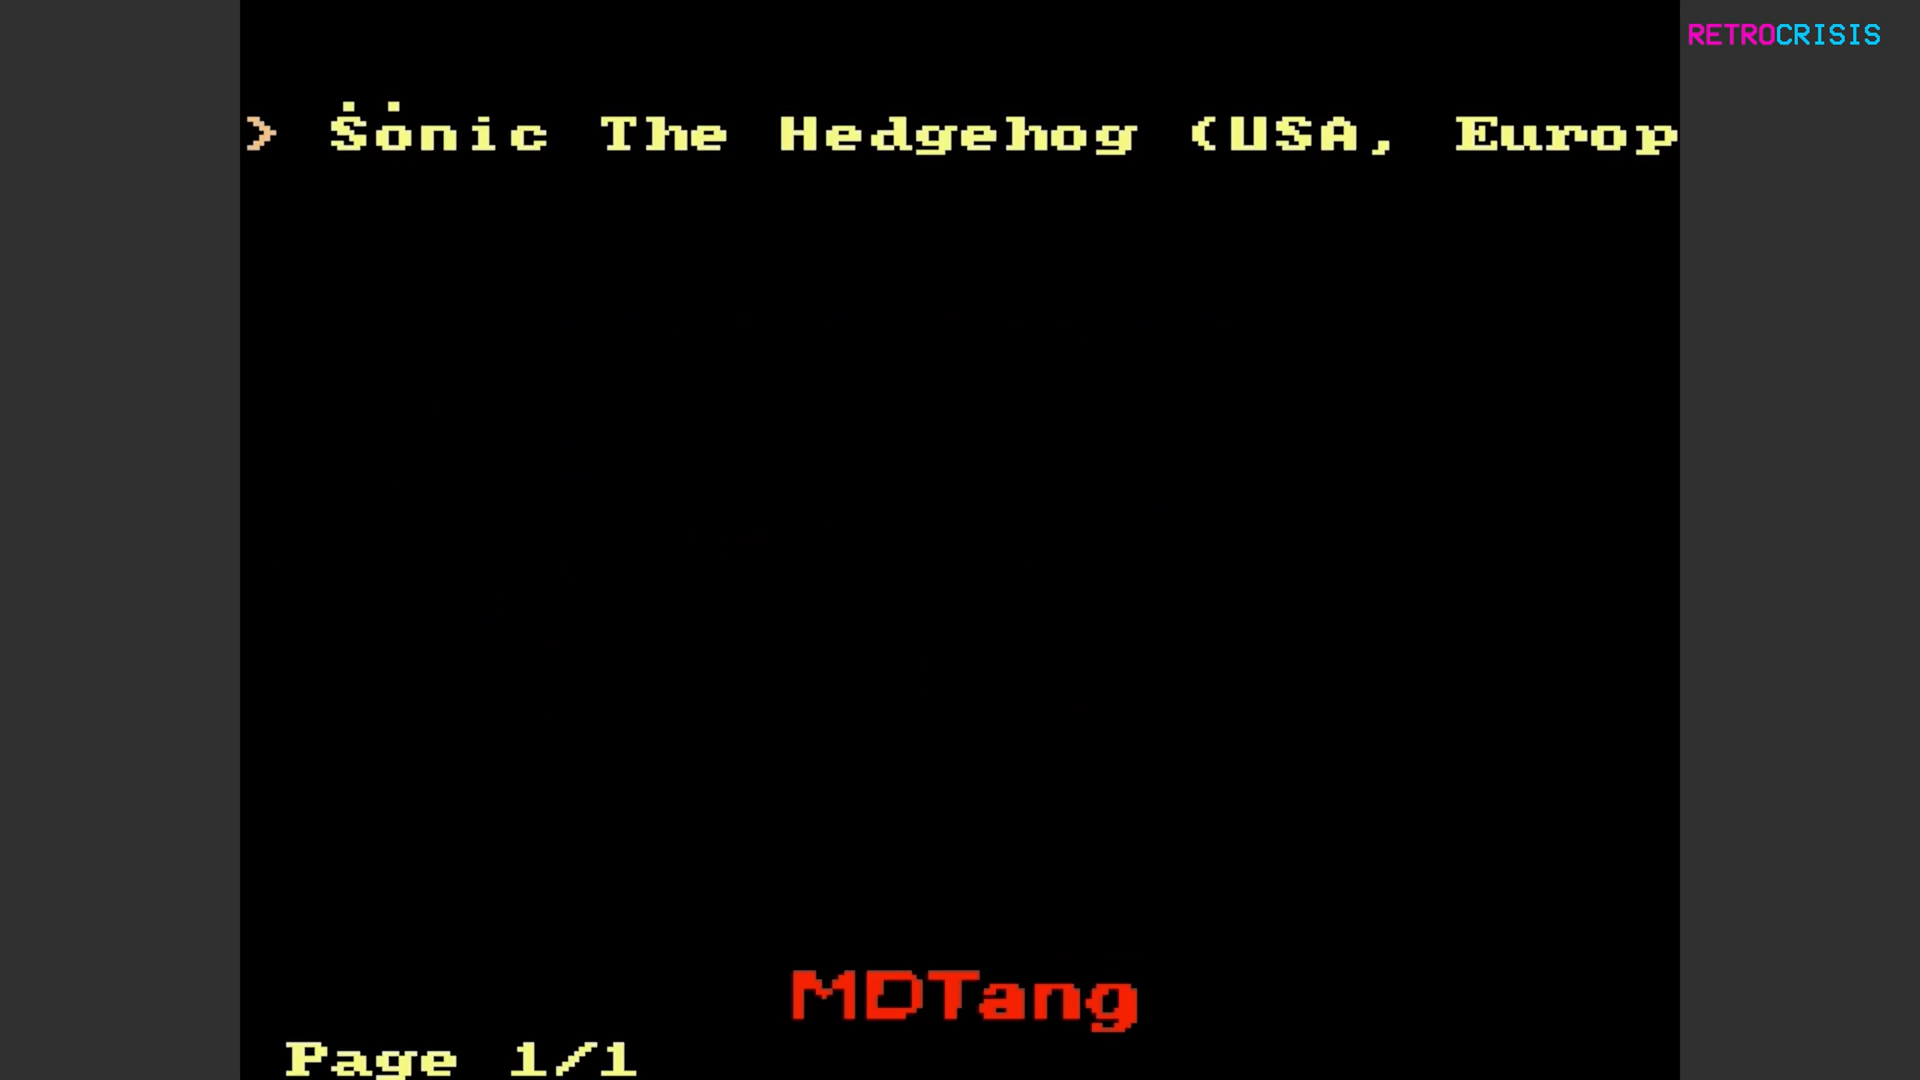 RETROCRISIS
..
> Sonic The Hedgehog (USA, Europ
MDTang
Page 1/1